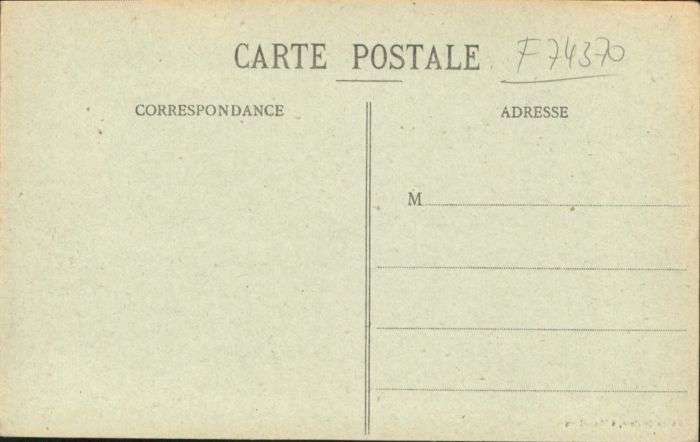 CARTE POSTALE F 74370
CORRESPONDANCE
ADRESSE
M